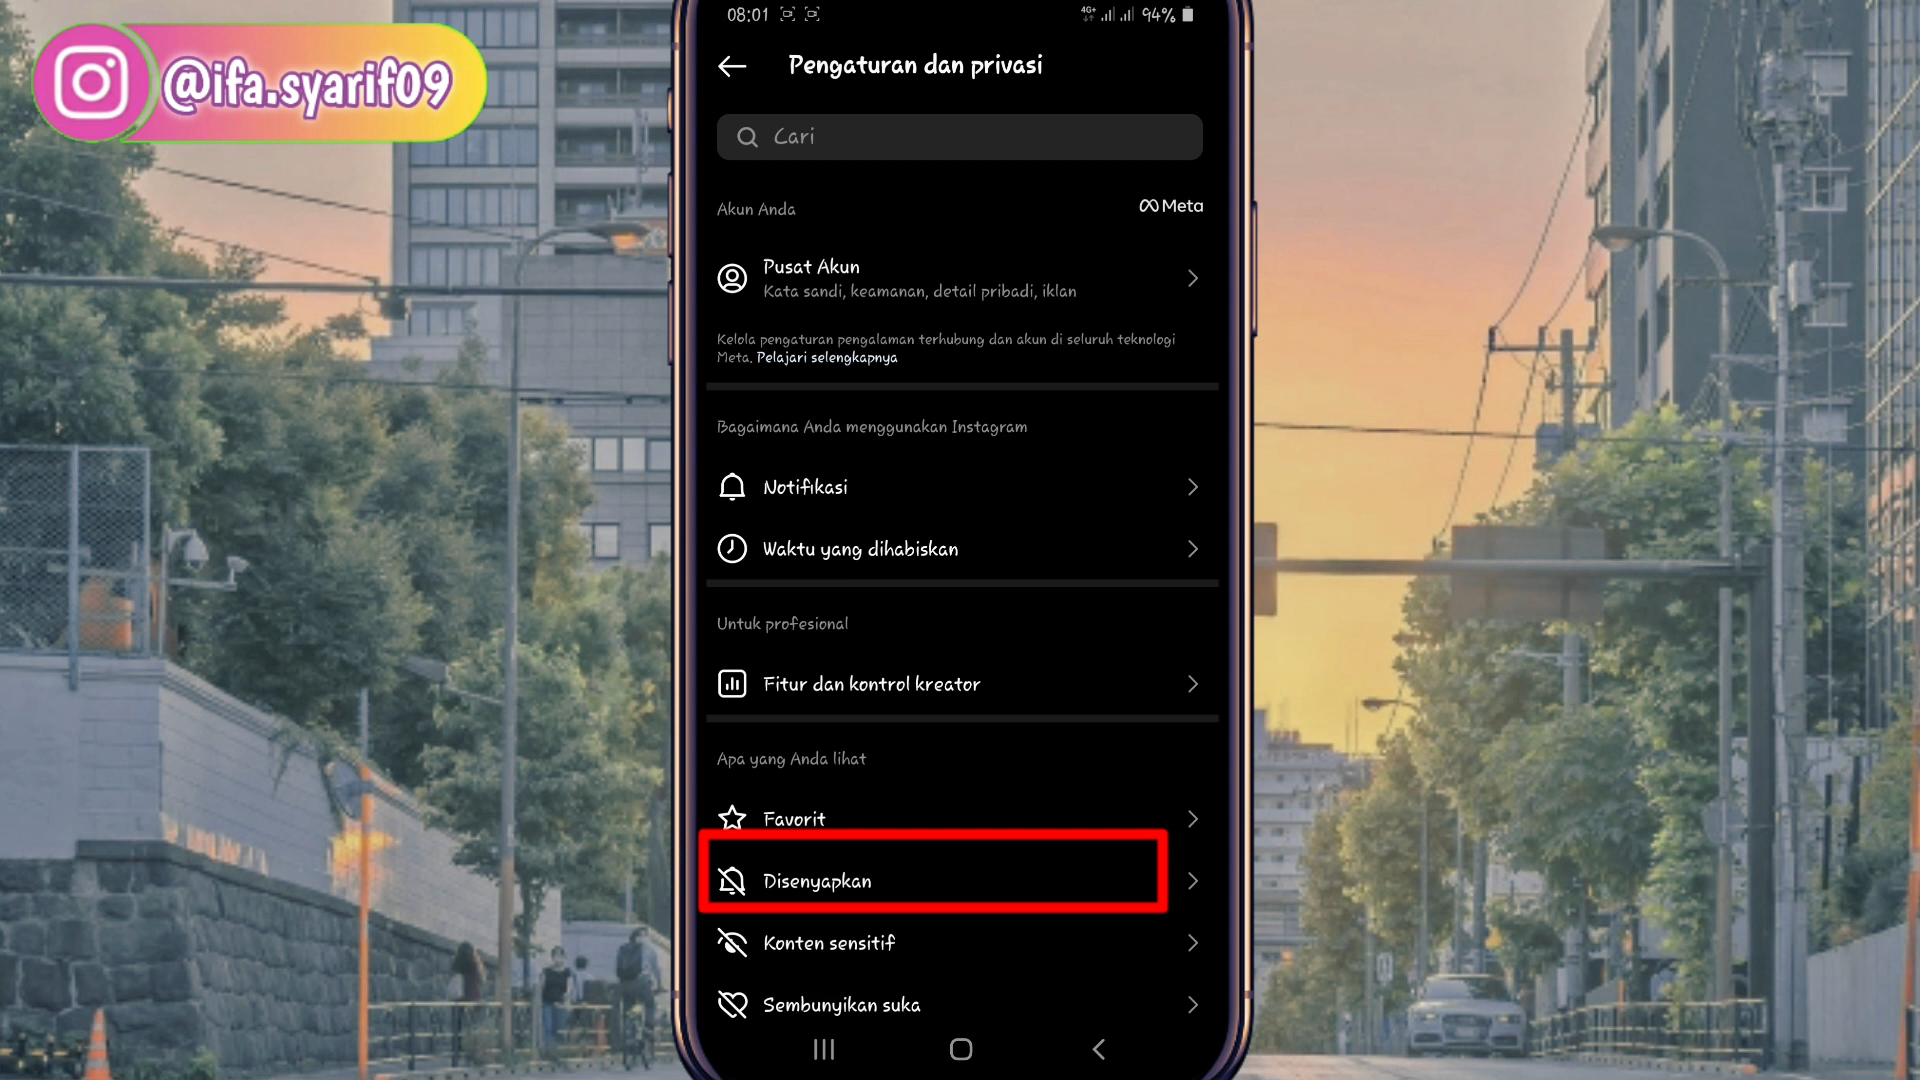 @ifa.syarif09
08:01
4G+ 94%
Pengaturan dan privasi
Cari
Akun Anda
Meta
Pusat Akun
Kata sandi, keamanan, detail pribadi, iklan
Kelola pengaturan pengalaman terhubung dan akun di seluruh teknologi
Meta. Pelajari selengkapnya
Bagaimana Anda menggunakan Instagram
Notifikasi
Waktu yang dihabiskan
Untuk profesional
Fitur dan kontrol kreator
Apa yang Anda lihat
Favorit
Disenyapkan
Konten sensitif
Sembunyikan suka